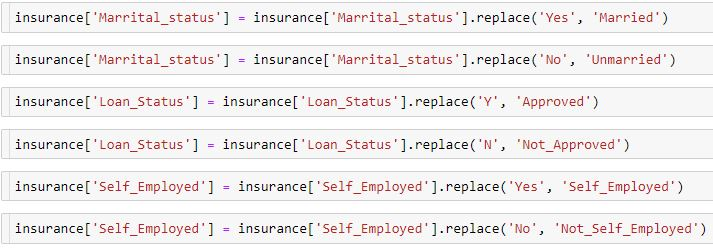 insurance['Marrital_status'] = insurance['Marrital_status'].replace('Yes', 'Married')
insurance['Marrital_status'] = insurance['Marrital_status'].replace('No', 'Unmarried')
insurance['Loan_Status'] = insurance['Loan_Status'].replace('Y', 'Approved')
insurance['Loan_Status'] = insurance['Loan_Status'].replace('N', 'Not_Approved')
insurance['Self_Employed'] = insurance['Self_Employed'].replace('Yes', 'Self_Employed')
insurance['Self_Employed'] = insurance['Self_Employed'].replace('No', 'Not_Self_Employed')